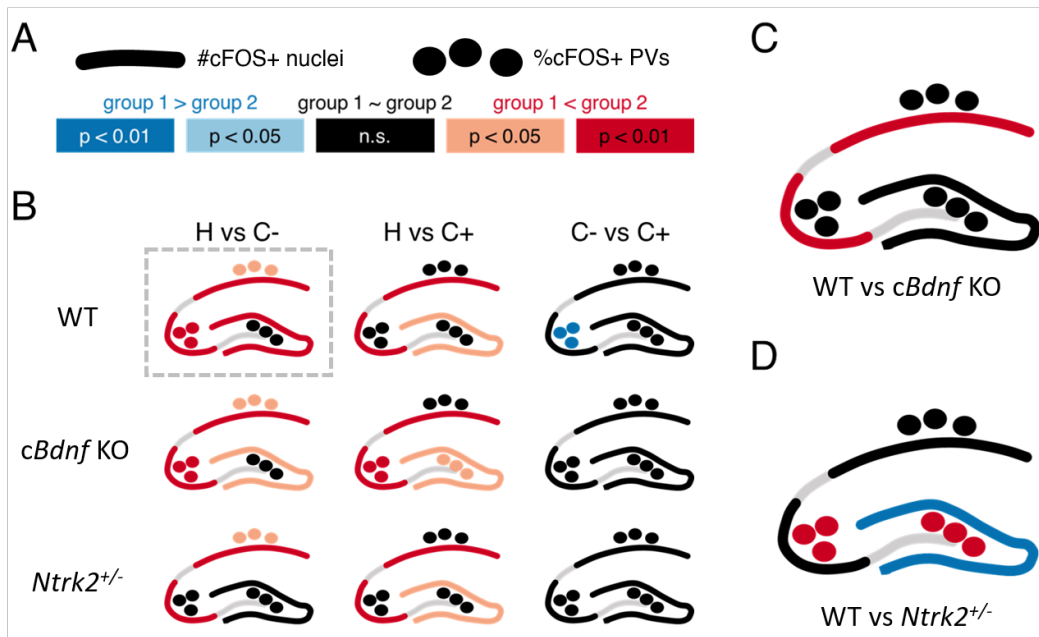 A
#cFOS+ nuclei
%cFOS+ PVs
group 1 > group 2
group 1 ~ group 2
group 1 < group 2
p < 0.01
p < 0.05
n.s.
p < 0.05
p < 0.01
B
H vs C-
H vs C+
C- vs C+
WT
cBdnf KO
Ntrk2+/-
C
WT vs cBdnf KO
D
WT vs Ntrk2+/-